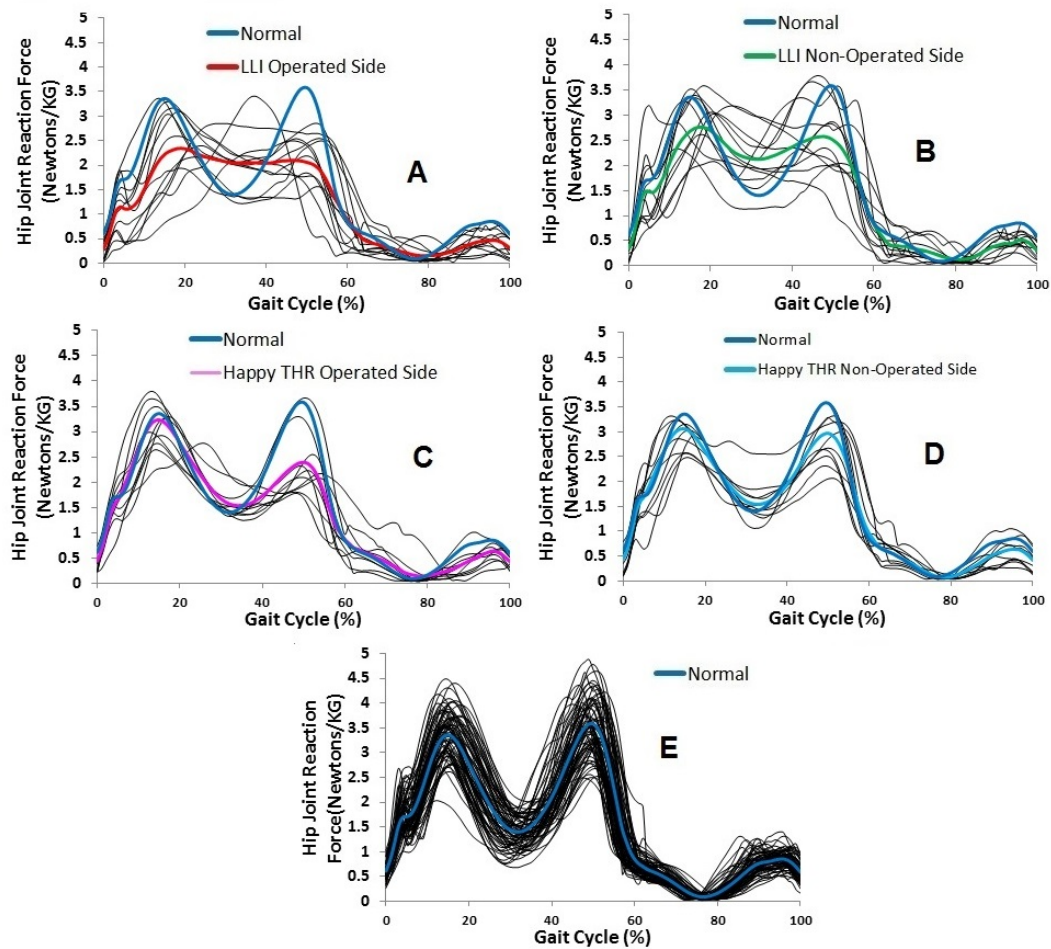 Hip Joint Reaction Force
(Newtons/KG)
5
4.5
4
3.5
3
2.5
2
1.5
1
0.5
0
Normal
LLI Operated Side
A
0 20 40 60 80 100
Gait Cycle (%)
Hip Joint Reaction Force
(Newtons/KG)
5
4.5
4
3.5
3
2.5
2
1.5
1
0.5
0
Normal
LLI Non-Operated Side
B
0 20 40 60 80 100
Gait Cycle (%)
Hip Joint Reaction Force
(Newtons/KG)
5
4.5
4
3.5
3
2.5
2
1.5
1
0.5
0
Normal
Happy THR Operated Side
C
0 20 40 60 80 100
Gait Cycle (%)
Hip Joint Reaction Force
(Newtons/KG)
5
4.5
4
3.5
3
2.5
2
1.5
1
0.5
0
Normal
Happy THR Non-Operated Side
D
0 20 40 60 80 100
Gait Cycle (%)
Hip Joint Reaction
Force(Newtons/KG)
5
4.5
4
3.5
3
2.5
2
1.5
1
0.5
0
Normal
E
0 20 40 60 80 100
Gait Cycle (%)